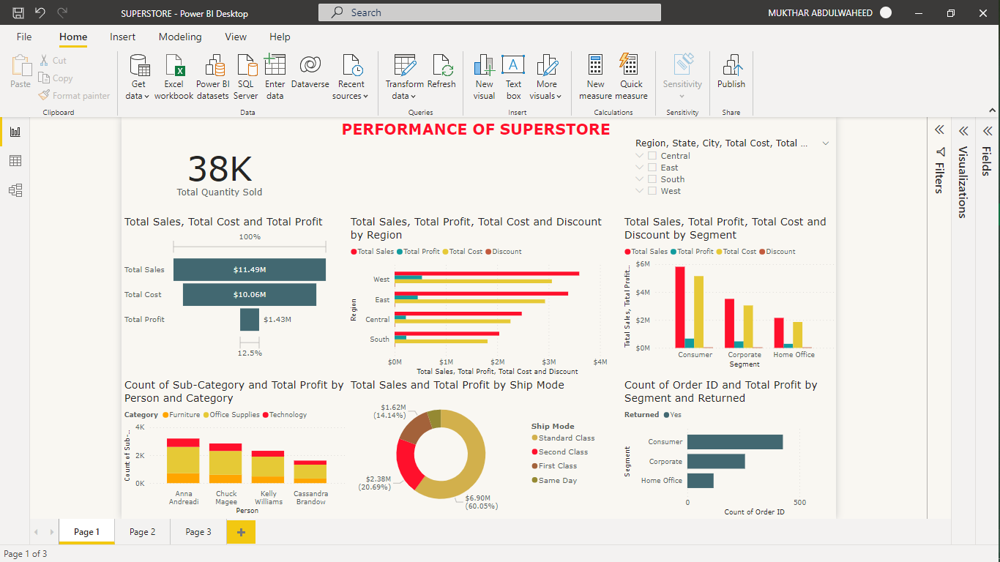 SUPERSTORE - Power BI Desktop
Search
MUKTHAR ABDULWAHEED
File Home Insert Modeling View Help
Paste
Cut
Copy
Format painter
Clipboard
Get data
Excel workbook
Power BI datasets
SQL Server
Enter data
Dataverse
Recent sources
Data
Transform data
Refresh
Queries
New visual
Text box
More visuals
Insert
New measure
Quick measure
Calculations
Sensitivity
Sensitivity
Publish
Share
PERFORMANCE OF SUPERSTORE
38K
Total Quantity Sold
Region, State, City, Total Cost, Total ...
Central
East
South
West
Filters
Visualizations
Fields
Total Sales, Total Cost and Total Profit
100%
Total Sales $11.49M
Total Cost $10.06M
Total Profit $1.43M
12.5%
Total Sales, Total Profit, Total Cost and Discount
by Region
Total Sales Total Profit Total Cost Discount
Region
West
East
Central
South
$0M $1M $2M $3M $4M
Total Sales, Total Profit, Total Cost and Discount
Total Sales, Total Profit, Total Cost and
Discount by Segment
Total Sales Total Profit Total Cost Discount
Total Sales, Total Profit...
$6M
$4M
$2M
$0M
Consumer Corporate Home Office
Segment
Count of Sub-Category and Total Profit by
Person and Category
Category Furniture Office Supplies Technology
Count of Sub-...
4K
2K
0K
Anna Andreadi
Chuck Magee
Kelly Williams
Cassandra Brandow
Person
Total Sales and Total Profit by Ship Mode
$1.62M
(14.14%)
$2.38M
(20.69%)
$6.90M
(60.05%)
Ship Mode
Standard Class
Second Class
First Class
Same Day
Count of Order ID and Total Profit by
Segment and Returned
Returned Yes
Segment
Consumer
Corporate
Home Office
0 500
Count of Order ID
Page 1 Page 2 Page 3 +
Page 1 of 3